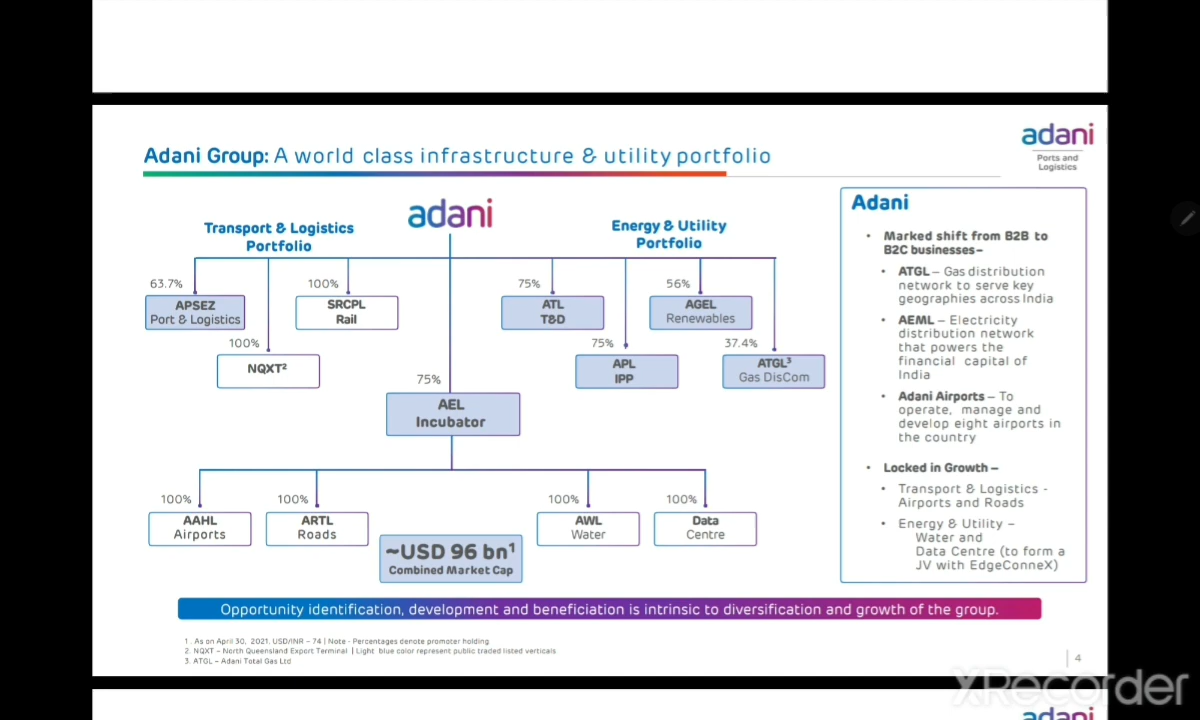 Adani Group: A world class infrastructure & utility portfolio
adani
Ports and
Logistics
adani
Transport & Logistics
Portfolio
Energy & Utility
Portfolio
63.7%
APSEZ
Port & Logistics
100%
NQXT²
100%
SRCPL
Rail
75%
ATL
T&D
75%
APL
IPP
56%
AGEL
Renewables
37.4%
ATGL³
Gas DisCom
75%
AEL
Incubator
100%
AAHL
Airports
100%
ARTL
Roads
100%
AWL
Water
100%
Data
Centre
~USD 96 bn¹
Combined Market Cap
Adani
• Marked shift from B2B to
B2C businesses–
• ATGL – Gas distribution
network to serve key
geographies across India
• AEML – Electricity
distribution network
that powers the
financial capital of
India
• Adani Airports – To
operate, manage and
develop eight airports in
the country
• Locked in Growth –
• Transport & Logistics -
Airports and Roads
• Energy & Utility –
Water and
Data Centre (to form a
JV with EdgeConneX)
Opportunity identification, development and beneficiation is intrinsic to diversification and growth of the group.
1 . As on April 30, 2021, USD/INR – 74 | Note - Percentages denote promoter holding
2. NQXT – North Queensland Export Terminal | Light blue color represent public traded listed verticals
3. ATGL – Adani Total Gas Ltd
4
XRecorder
adani